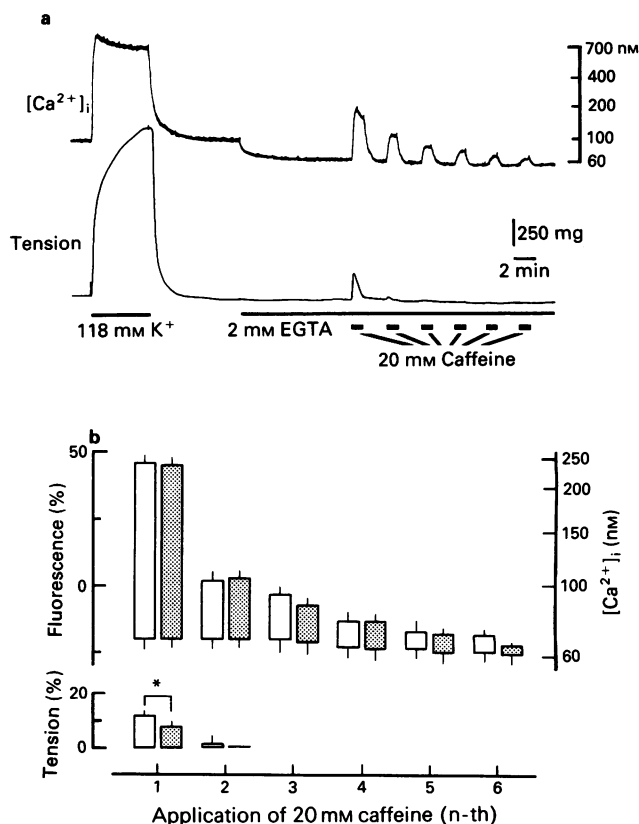 a
700 nM
400
[Ca²⁺]ᵢ
200
100
60
Tension
250 mg
2 min
118 mM K⁺
2 mM EGTA
20 mM Caffeine
b
50
250
200
Fluorescence (%)
150
[Ca²⁺]ᵢ (nM)
0
100
60
Tension (%)
20
*
0
1 2 3 4 5 6
Application of 20 mM caffeine (n-th)